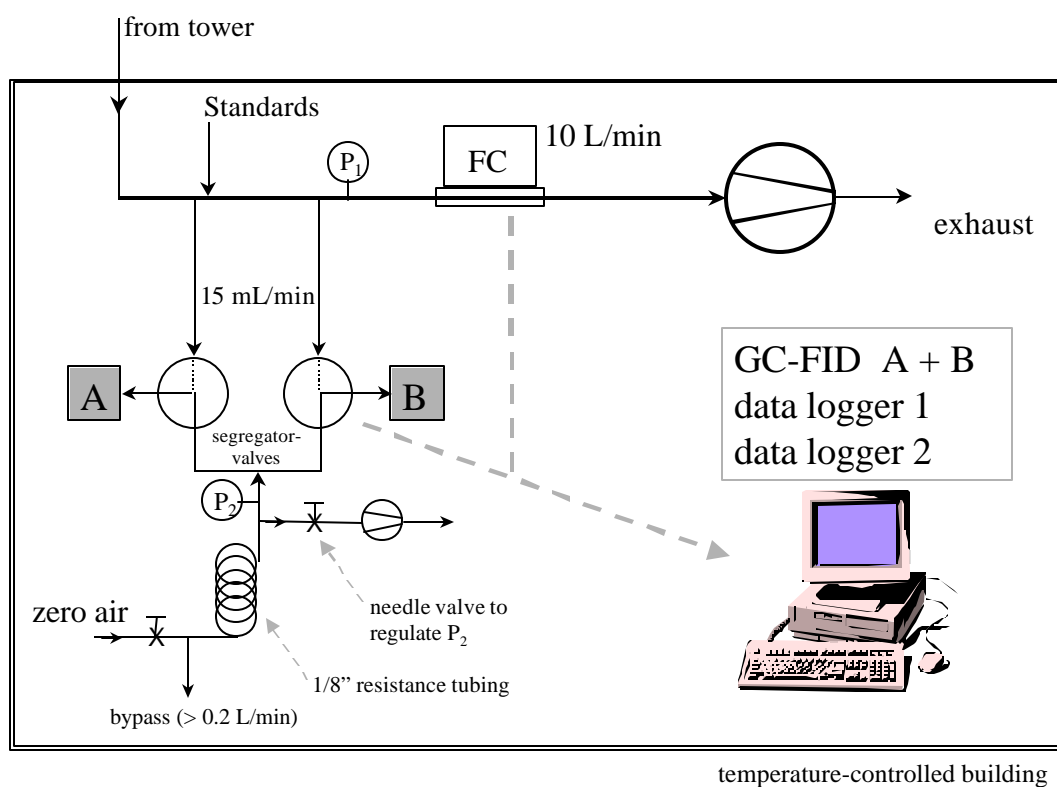 from tower
Standards
P1
FC
10 L/min
exhaust
15 mL/min
A
B
segregator-
valves
GC-FID  A + B
data logger 1
data logger 2
P2
zero air
needle valve to
regulate P2
1/8” resistance tubing
bypass (> 0.2 L/min)
temperature-controlled building